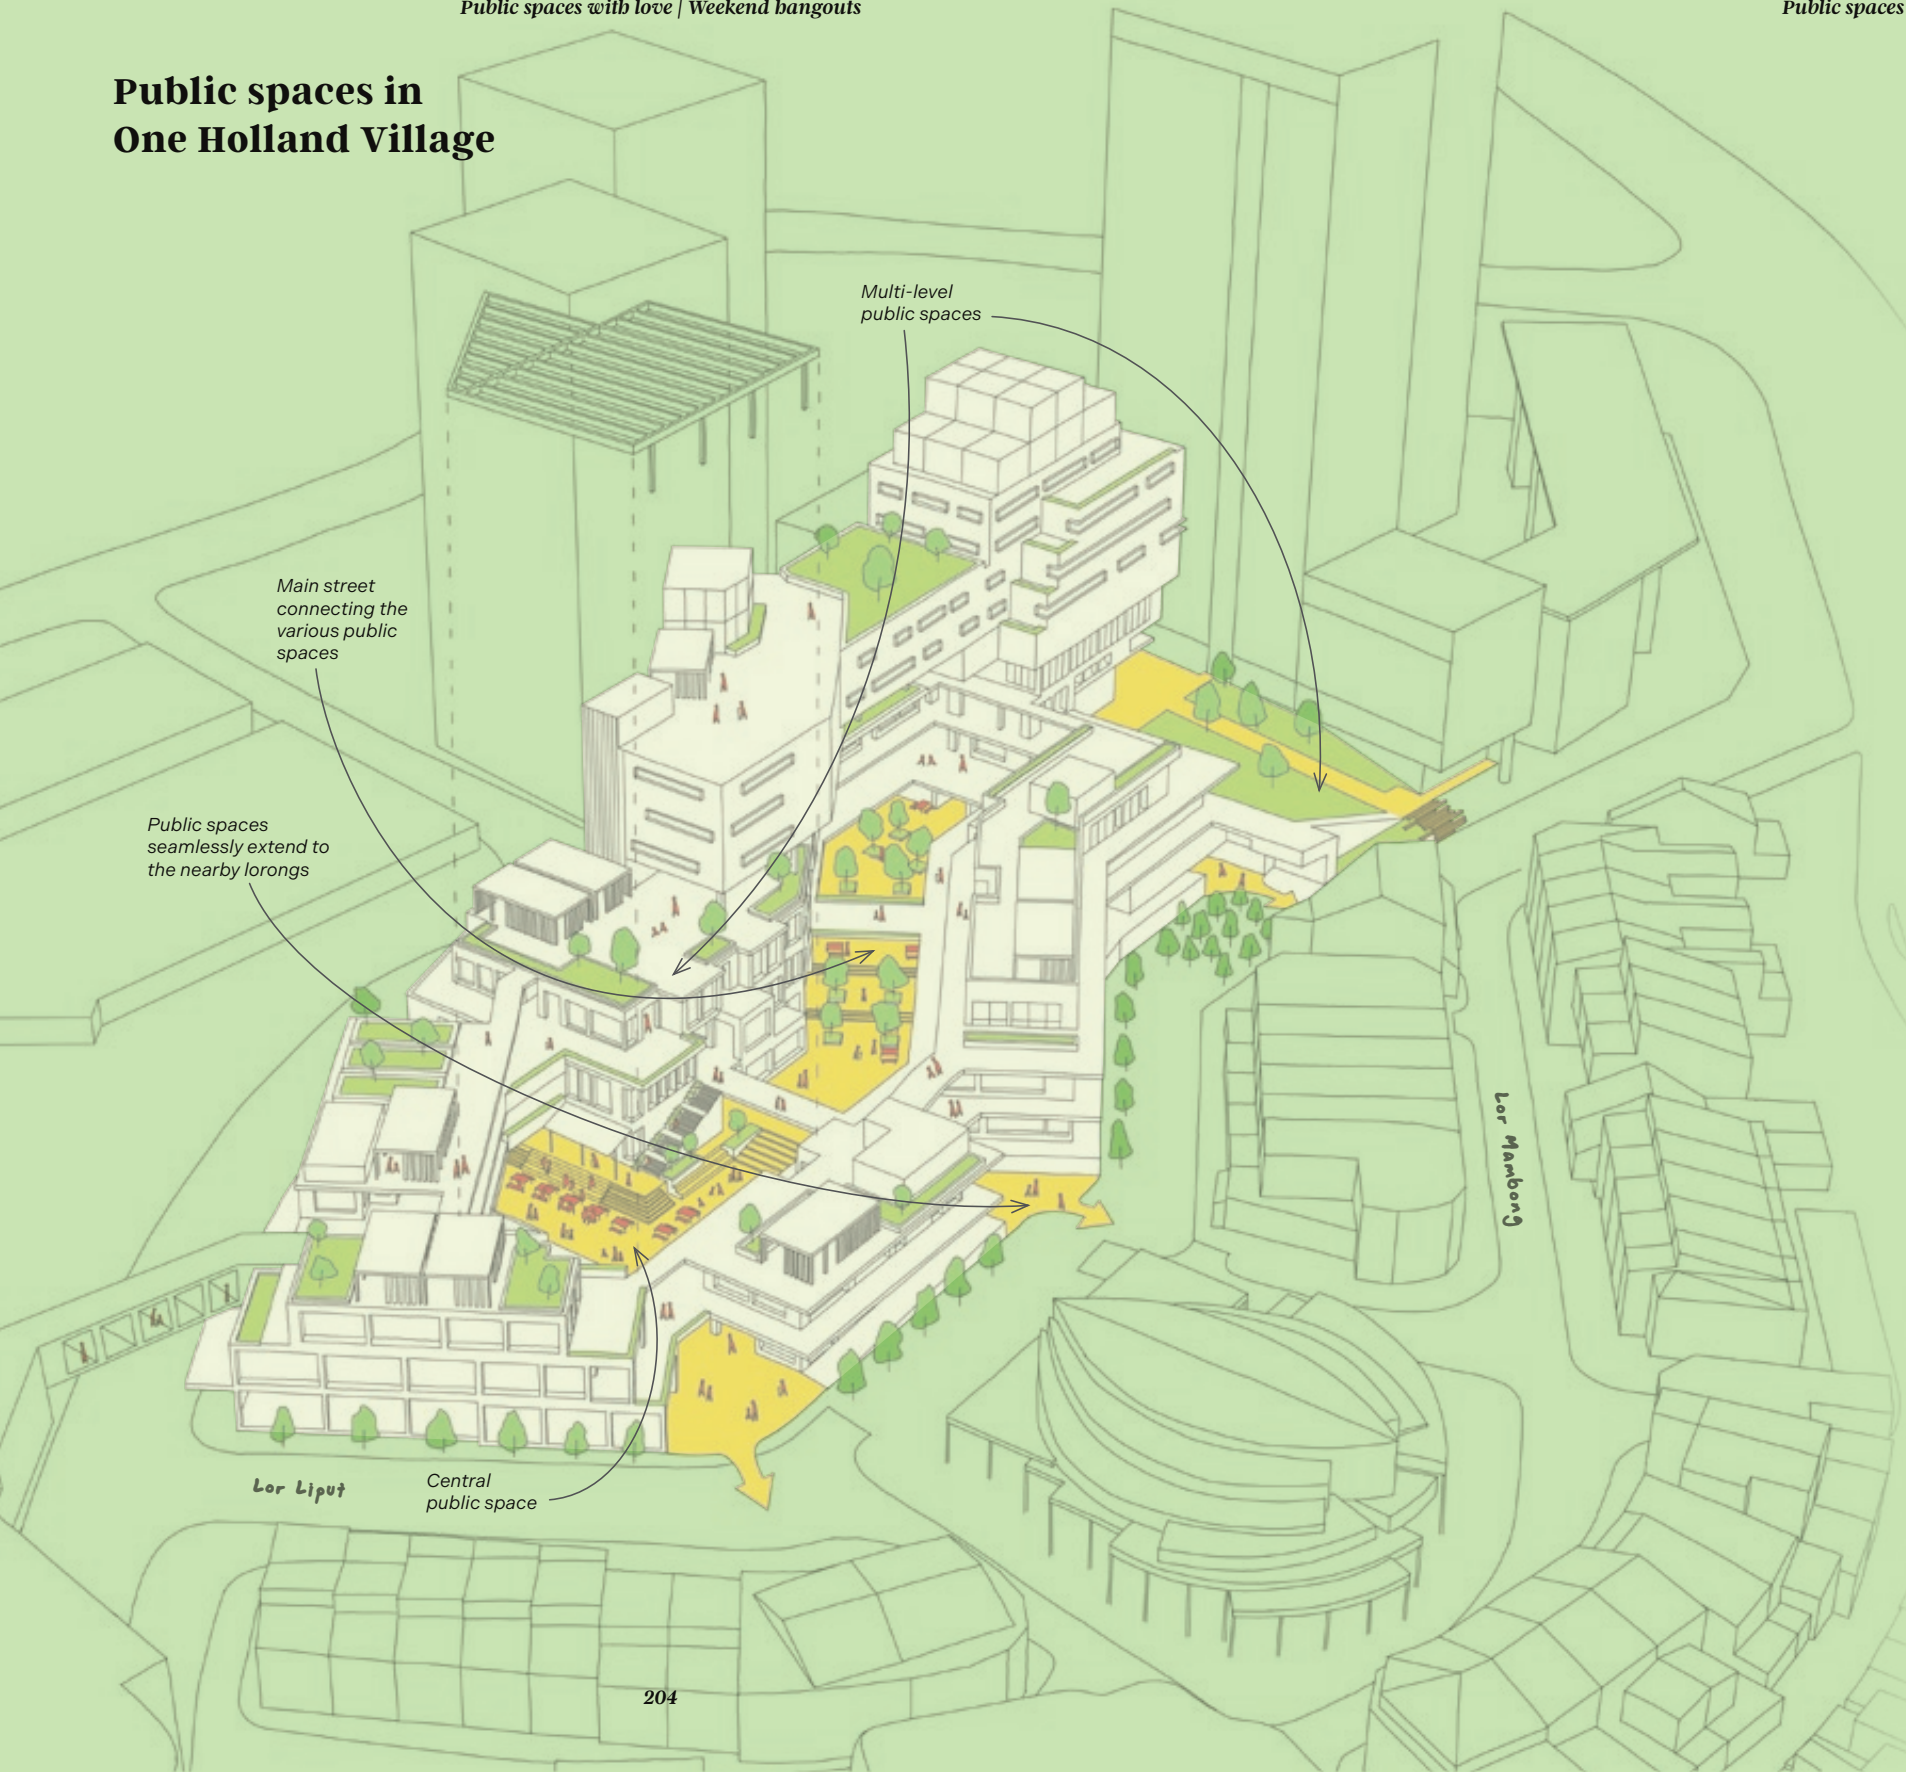 Public spaces with love | Weekend hangouts
Public spaces
Public spaces in
One Holland Village
Multi-level
public spaces
Main street
connecting the
various public
spaces
Public spaces
seamlessly extend to
the nearby lorongs
Lor Mambong
Lor Liput
Central
public space
204